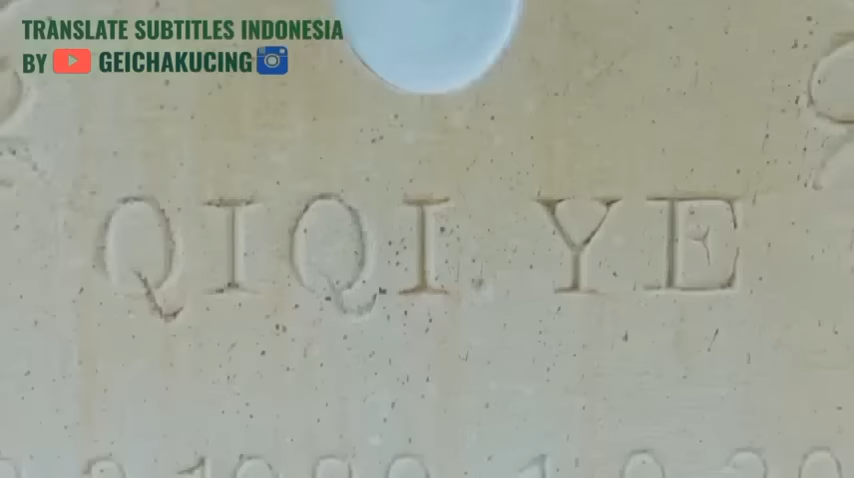 TRANSLATE SUBTITLES INDONESIA
BY GEICHAKUCING
QIQI. YE